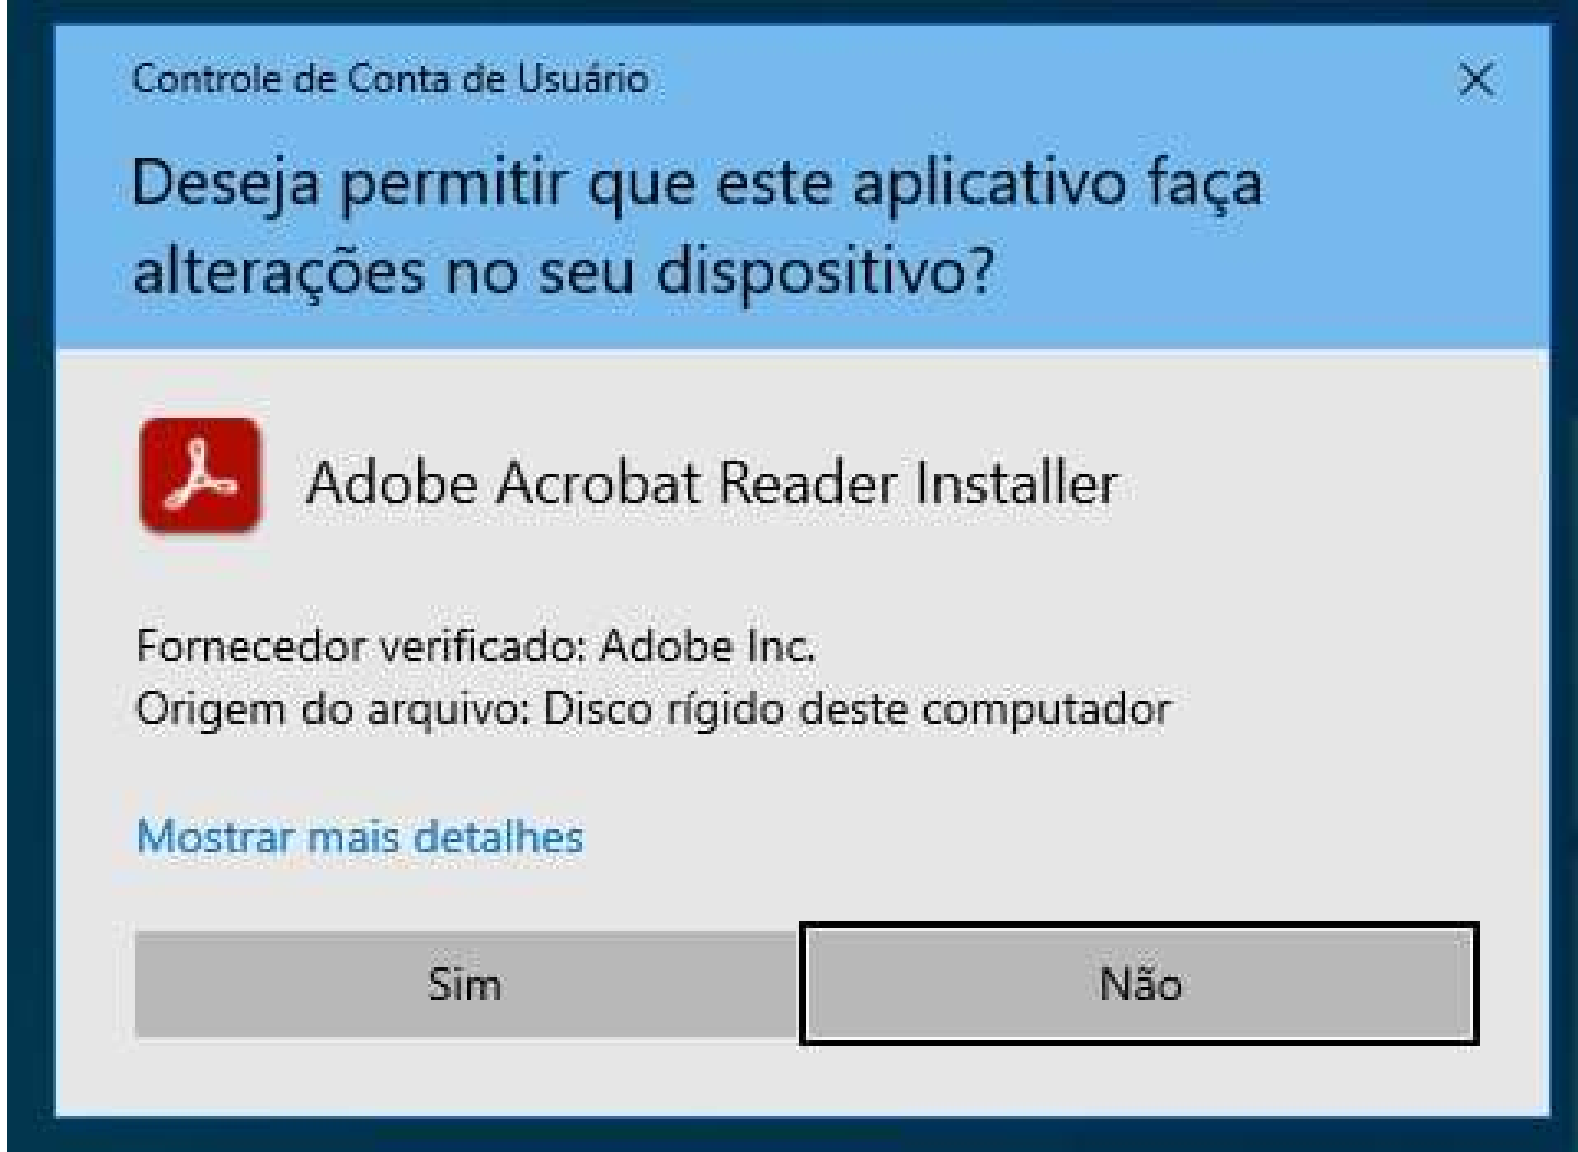 Controle de Conta de Usuário
Deseja permitir que este aplicativo faça
alterações no seu dispositivo?
Adobe Acrobat Reader Installer
Fornecedor verificado: Adobe Inc.
Origem do arquivo: Disco rígido deste computador
Mostrar mais detalhes
Sim
Não